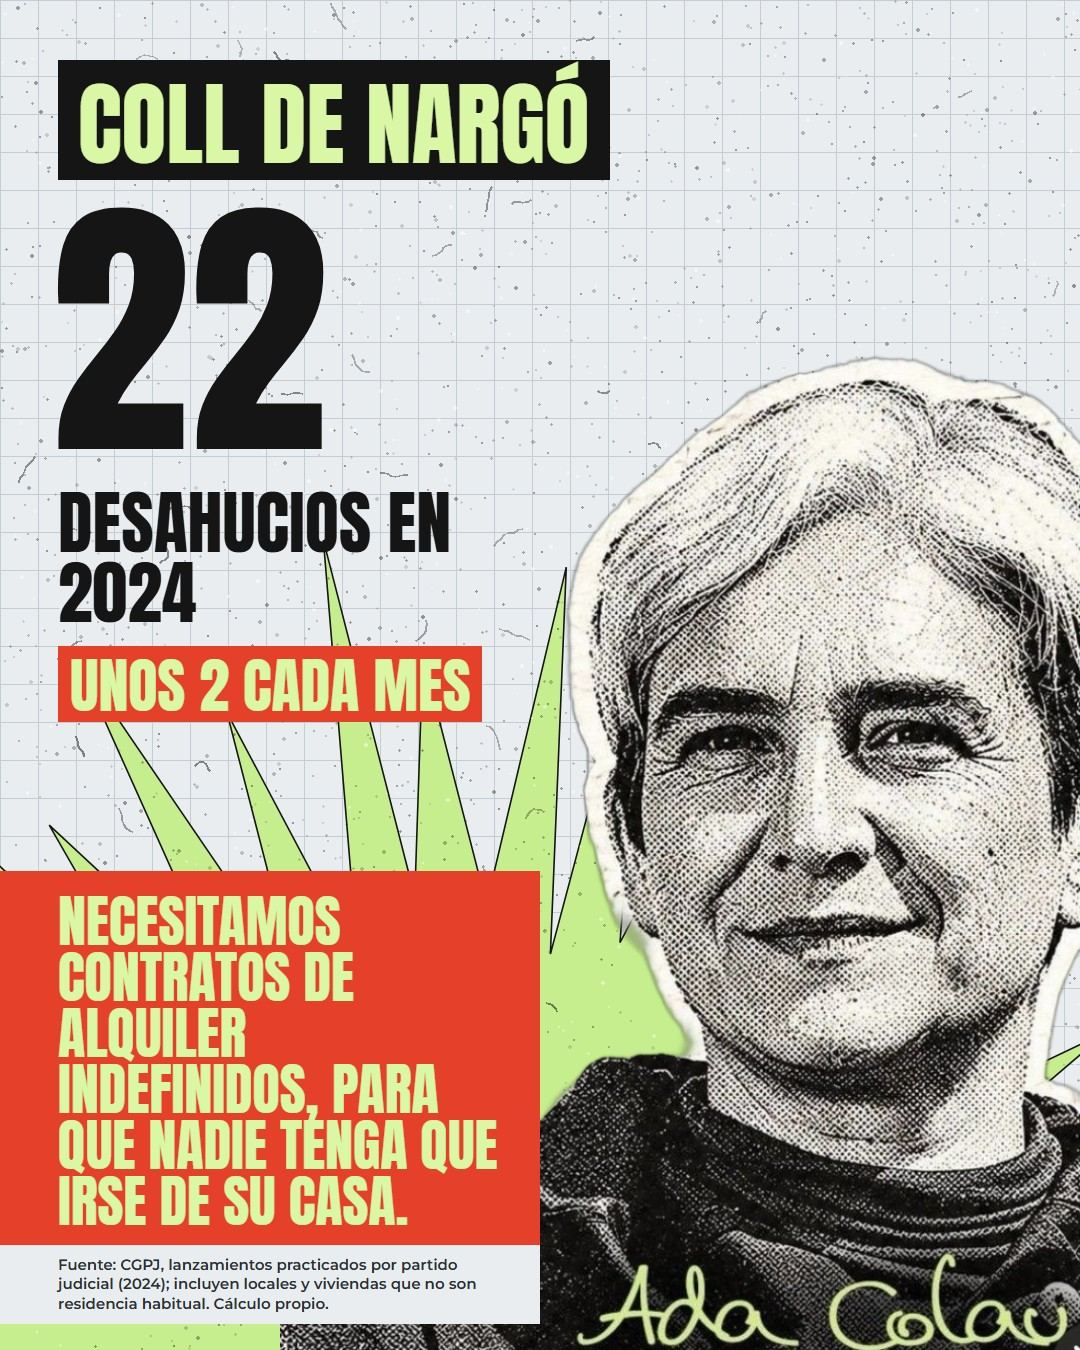 COLL DE NARGÓ
22
DESAHUCIOS EN
2024
UNOS 2 CADA MES
NECESITAMOS
CONTRATOS DE
ALQUILER
INDEFINIDOS, PARA
QUE NADIE TENGA QUE
IRSE DE SU CASA.
Fuente: CGPJ, lanzamientos practicados por partido
judicial (2024); incluyen locales y viviendas que no son
residencia habitual. Cálculo propio.
Ada Colau